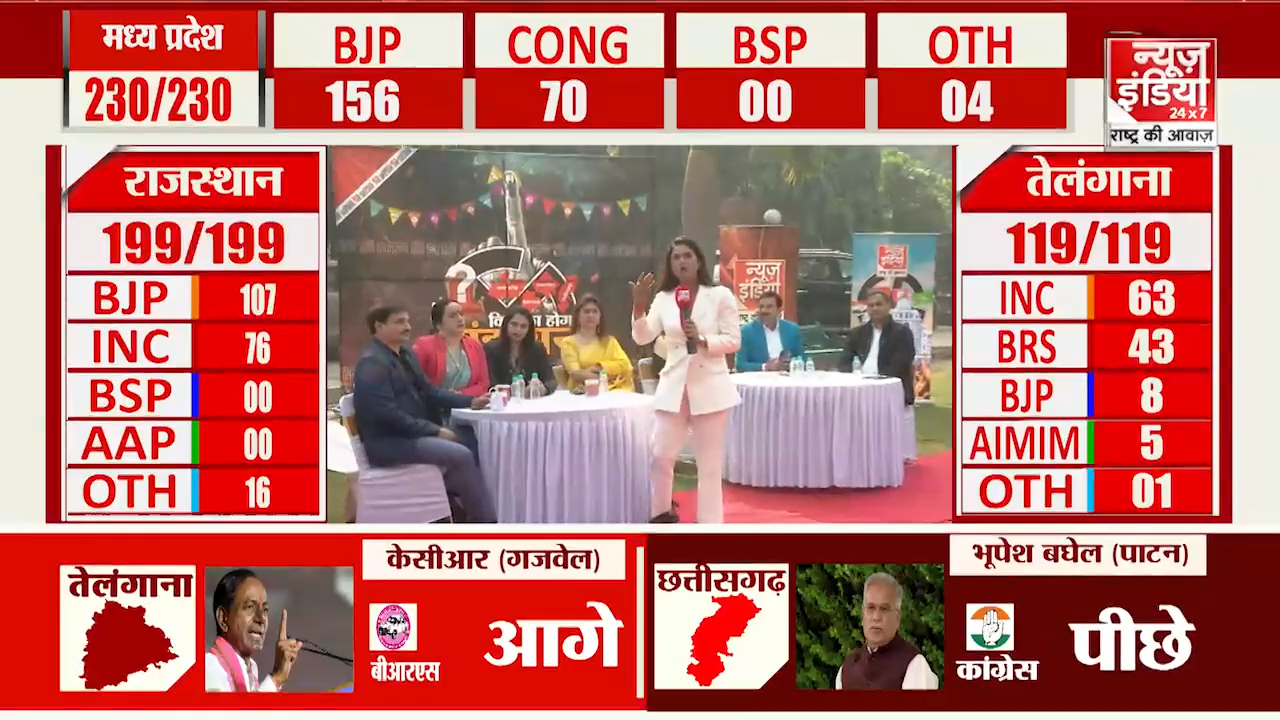 मध्य प्रदेश
230/230
BJP
156
CONG
70
BSP
00
OTH
04
न्यूज़
इंडिया
24x7
राष्ट्र की आवाज़
राजस्थान
199/199
BJP 107
INC 76
BSP 00
AAP 00
OTH 16
?
न्यूज़
इंडिया
तेलंगाना
119/119
INC 63
BRS 43
BJP 8
AIMIM 5
OTH 01
तेलंगाना
केसीआर (गजवेल)
बीआरएस
आगे
छत्तीसगढ़
भूपेश बघेल (पाटन)
कांग्रेस
पीछे